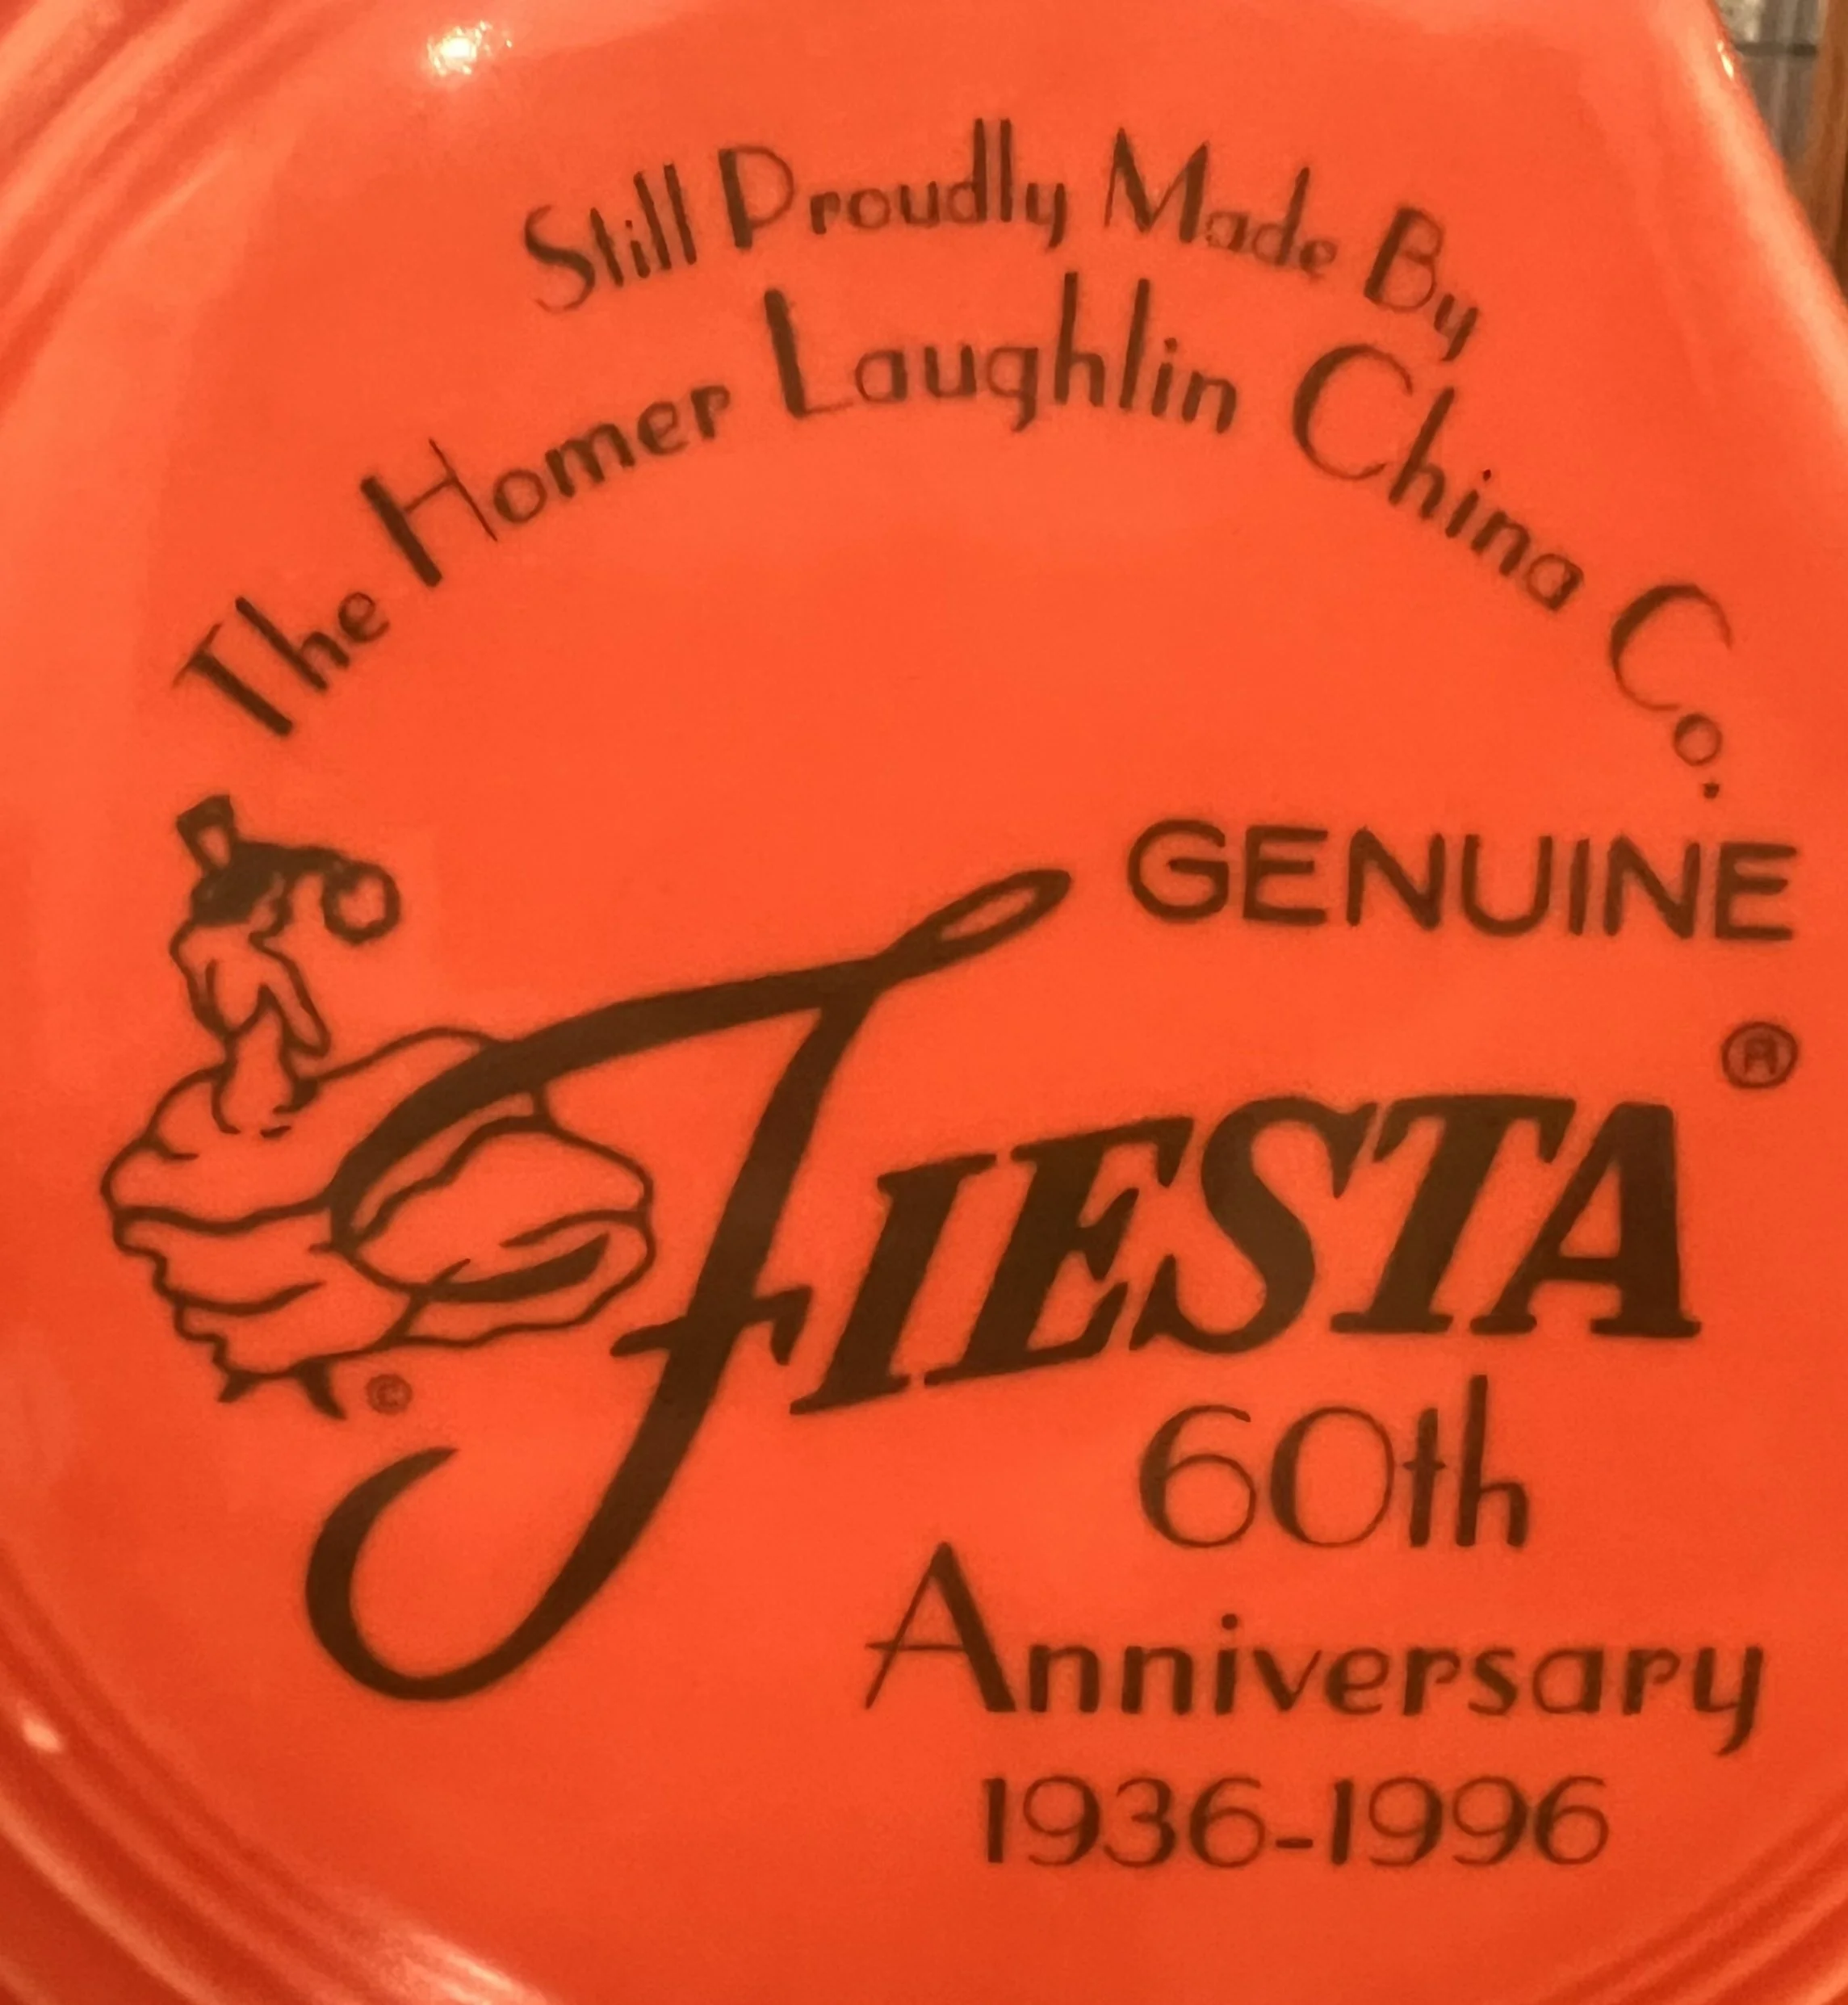 Still Proudly Made By
The Homer Laughlin China Co.
GENUINE
FIESTA ®
©
60th
Anniversary
1936-1996